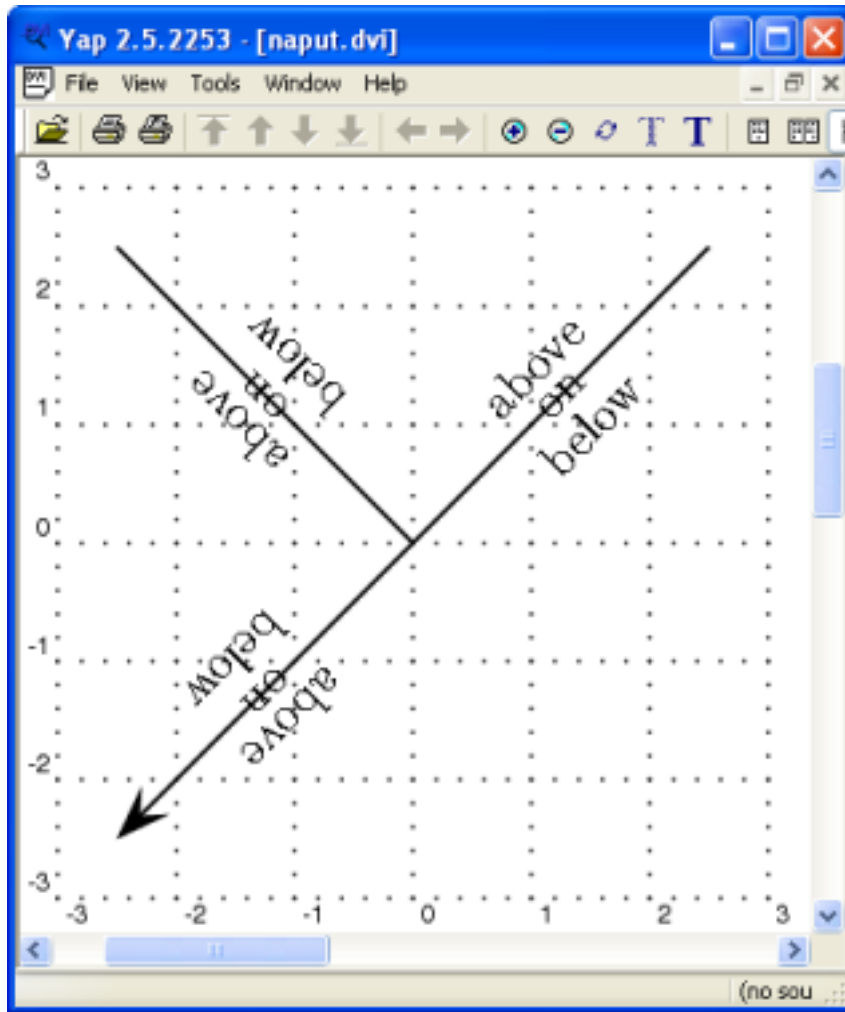 Yap 2.5.2253 - [naput.dvi]
File View Tools Window Help
3
2
1
0
-1
-2
-3
below
on
above
above
on
below
below
on
above
-3 -2 -1 0 1 2 3
(no sou